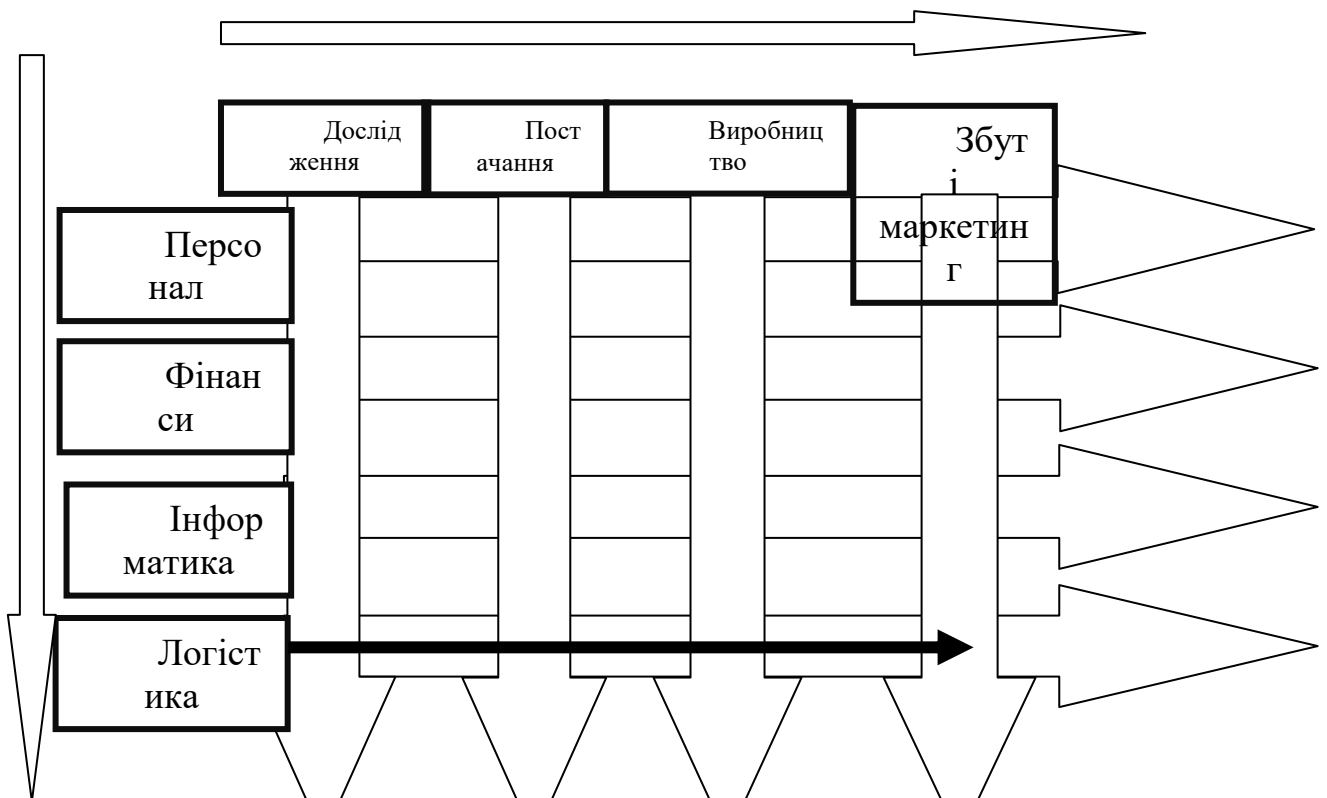 Дослід
ження
Пост
ачання
Виробниц
тво
Збут
і
маркетин
г
Персо
нал
Фінан
си
Інфор
матика
Логіст
ика